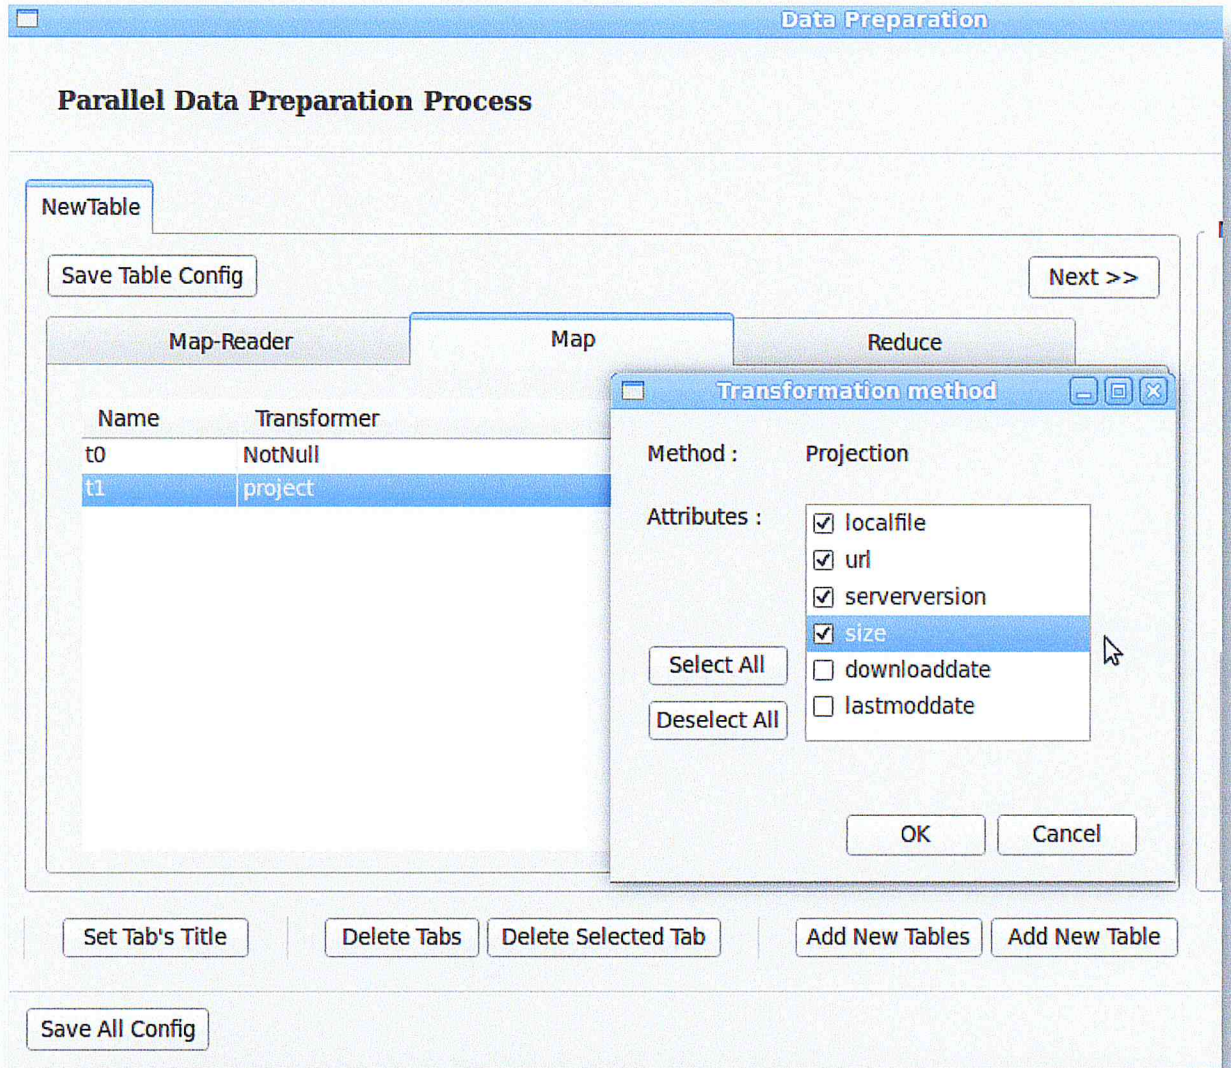 Data Preparation
Parallel Data Preparation Process
NewTable
Save Table Config
Next >>
Map-Reader
Map
Reduce
Name Transformer
t0 NotNull
t1 project
Transformation method
Method : Projection
Attributes :
localfile
url
serverversion
size
downloaddate
lastmoddate
Select All
Deselect All
OK
Cancel
Set Tab's Title
Delete Tabs
Delete Selected Tab
Add New Tables
Add New Table
Save All Config